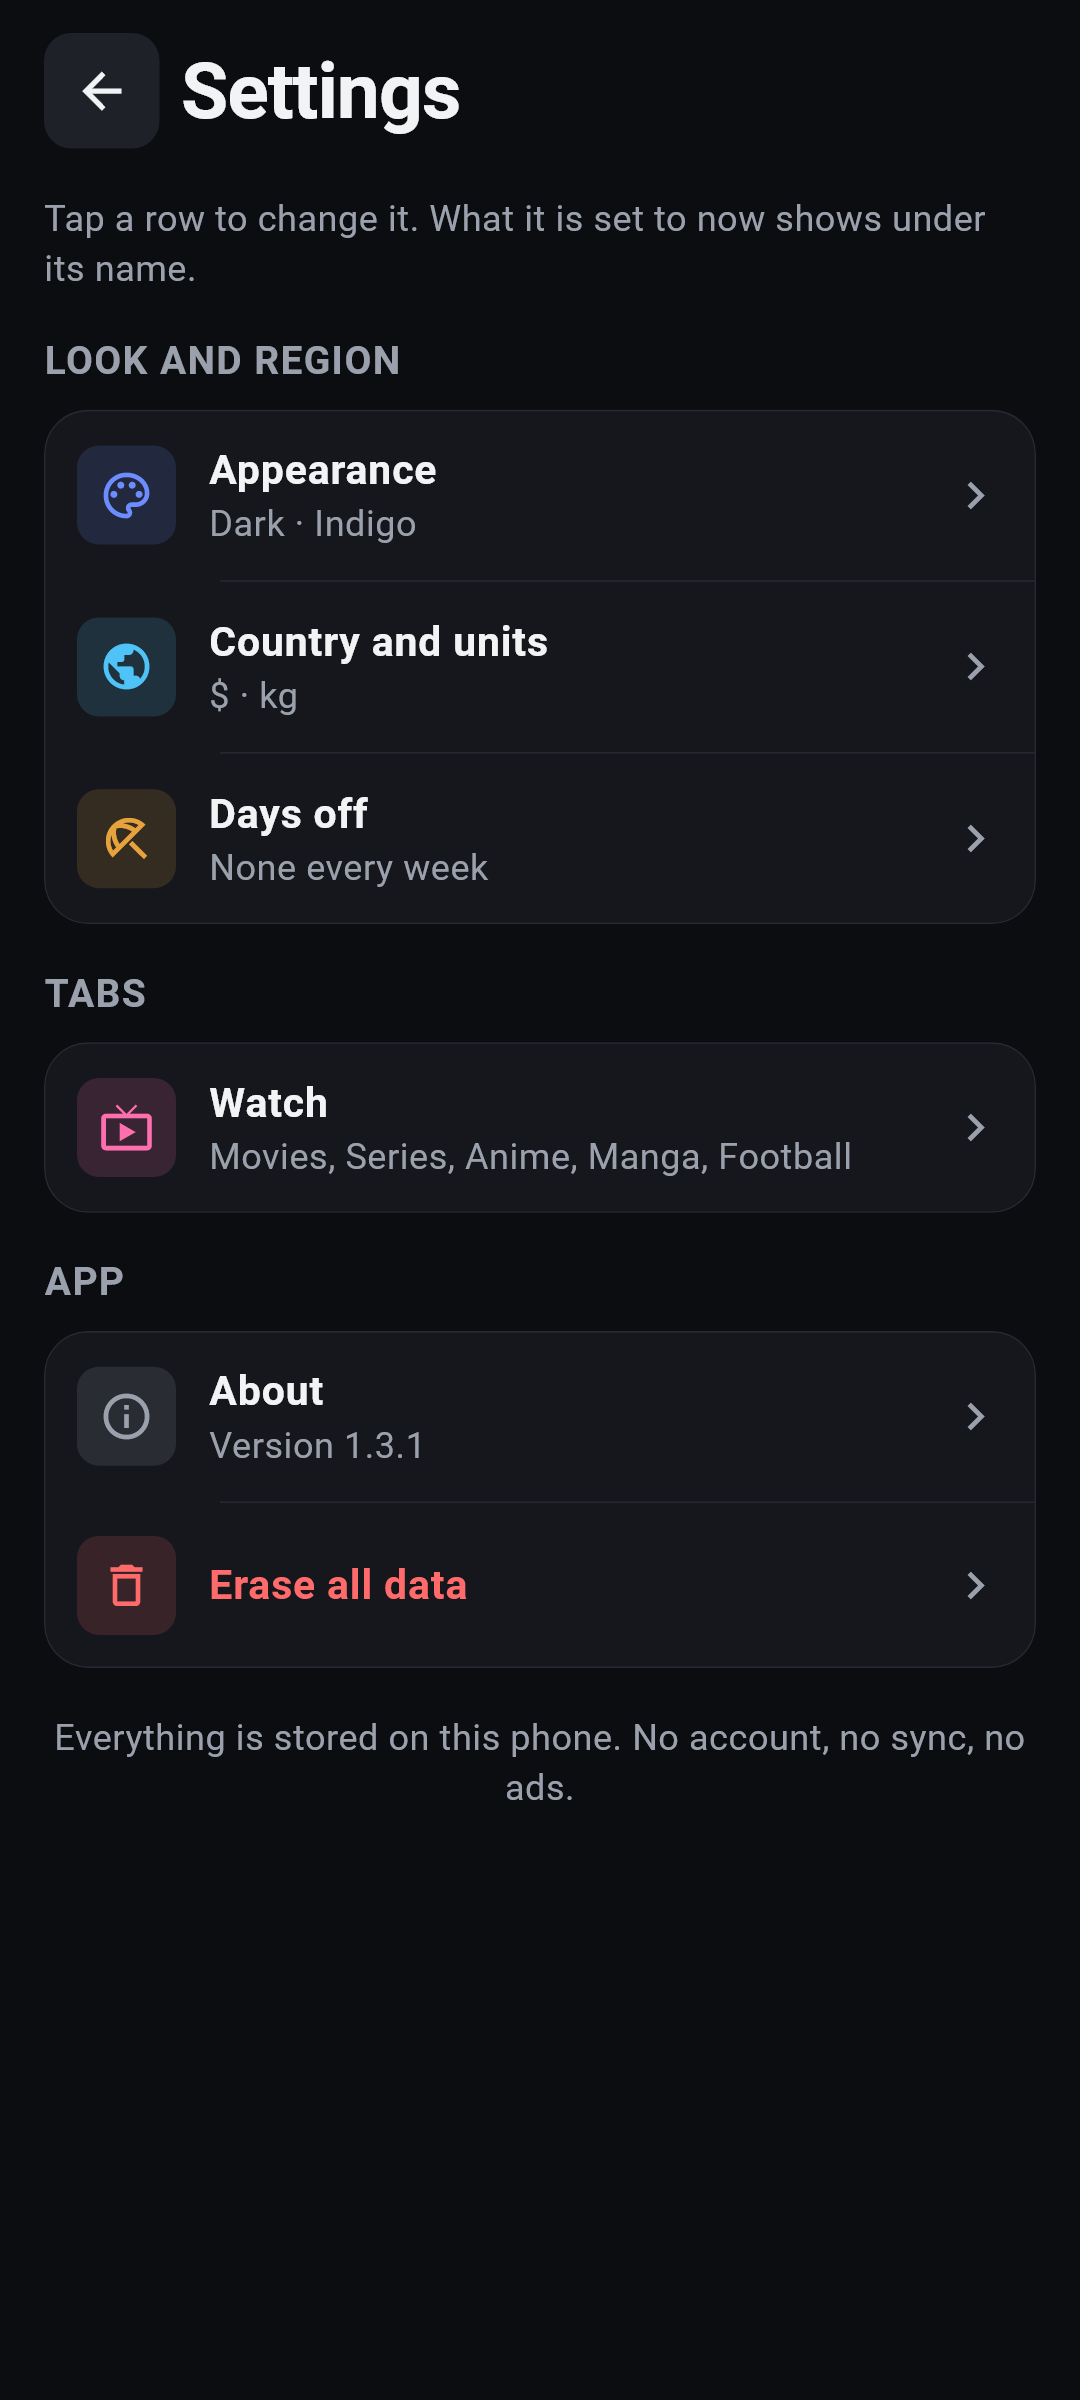 Settings
Tap a row to change it. What it is set to now shows under
its name.
LOOK AND REGION
Appearance
Dark · Indigo
Country and units
$ · kg
Days off
None every week
TABS
Watch
Movies, Series, Anime, Manga, Football
APP
About
Version 1.3.1
Erase all data
Everything is stored on this phone. No account, no sync, no
ads.